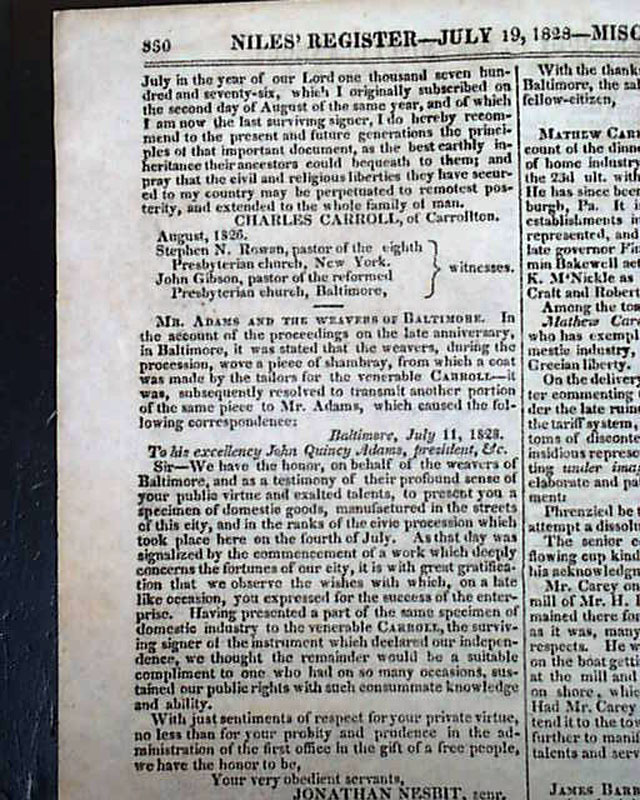 330 NILES' REGISTER—JULY 19, 1828—MISC
July in the year of our Lord one thousand seven hun-
dred and seventy-six, which I originally subscribed on
the second day of August of the same year, and of which
I am now the last surviving signer, I do hereby recom-
mend to the present and future generations the princi-
ples of that important document, as the best earthly in-
heritance their ancestors could bequeath to them; and
pray that the civil and religious liberties they have secur-
ed to my country may be perpetuated to remotest pos-
terity, and extended to the whole family of man.
CHARLES CARROLL, of Carrollton.
August, 1826.
Stephen N. Rowan, pastor of the eighth
Presbyterian church, New York.
John Gibson, pastor of the reformed
Presbyterian church, Baltimore,
witnesses.
MR. ADAMS AND THE WEAVERS OF BALTIMORE. In
the account of the proceedings on the late anniversary,
in Baltimore, it was stated that the weavers, during the
procession, wove a piece of shambray, from which a coat
was made by the tailors for the venerable CARROLL—it
was, subsequently resolved to transmit another portion
of the same piece to Mr. Adams, which caused the fol-
lowing correspondence:
Baltimore, July 11, 1828.
To his excellency John Quincy Adams, president, &c.
Sir—We have the honor, on behalf of the weavers of
Baltimore, and as a testimony of their profound sense of
your public virtue and exalted talents, to present you a
specimen of domestic goods, manufactured in the streets
of this city, and in the ranks of the civic procession which
took place here on the fourth of July. As that day was
signalized by the commencement of a work which deeply
concerns the fortunes of our city, it is with great gratifica-
tion that we observe the wishes with which, on a late
like occasion, you expressed for the success of the enter-
prise. Having presented a part of the same specimen of
domestic industry to the venerable CARROLL, the surviv-
ing signer of the instrument which declared our indepen-
dence, we thought the remainder would be a suitable
compliment to one who had on so many occasions, sus-
tained our public rights with such consummate knowledge
and ability.
With just sentiments of respect for your private virtue,
no less than for your probity and prudence in the ad-
ministration of the first office in the gift of a free people,
we have the honor to be,
Your very obedient servants,
JONATHAN NESBIT, senr.
With the thank
Baltimore, the sa
fellow-citizen,
MATHEW CAR
count of the dinn
of home industry
the 23d ult. with
He has since bee
burgh, Pa. It is
establishments i
represented, and
late governor Fi
min Bakewell act
K. M'Nickle as
Craft and Robert
Among the toa
Mathew Care
who has exempl
mestic industry,
Grecian liberty.
On the deliver
ter commenting
der the late ruin
the tariff system,
toms of disconte
insidious represe
ting under ima
elaborate and pa
ment:
Phrenzied be t
attempt a dissolu
The senior c
flowing cup kind
his acknowledgm
Mr. Carey on
mill of Mr. H. I
mained there for
as it was, many
respects. He w
on the boat getti
at the mill and
on shore, which
Had Mr. Carey
tend it to the tow
further to manif
talents and serv
JAMES BARB